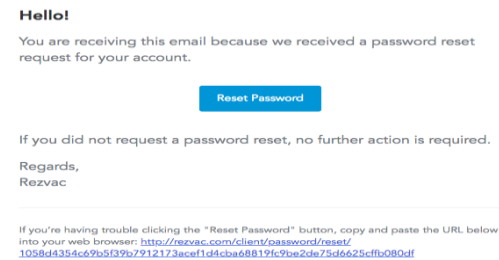 Hello!
You are receiving this email because we received a password reset
request for your account.
Reset Password
If you did not request a password reset, no further action is required.
Regards,
Rezvac
If you're having trouble clicking the "Reset Password" button, copy and paste the URL below
into your web browser: http://rezvac.com/client/password/reset/
1058d4354c69b5f39b7912173acef1d4cba68819fc9be2de75d6625cffb080df